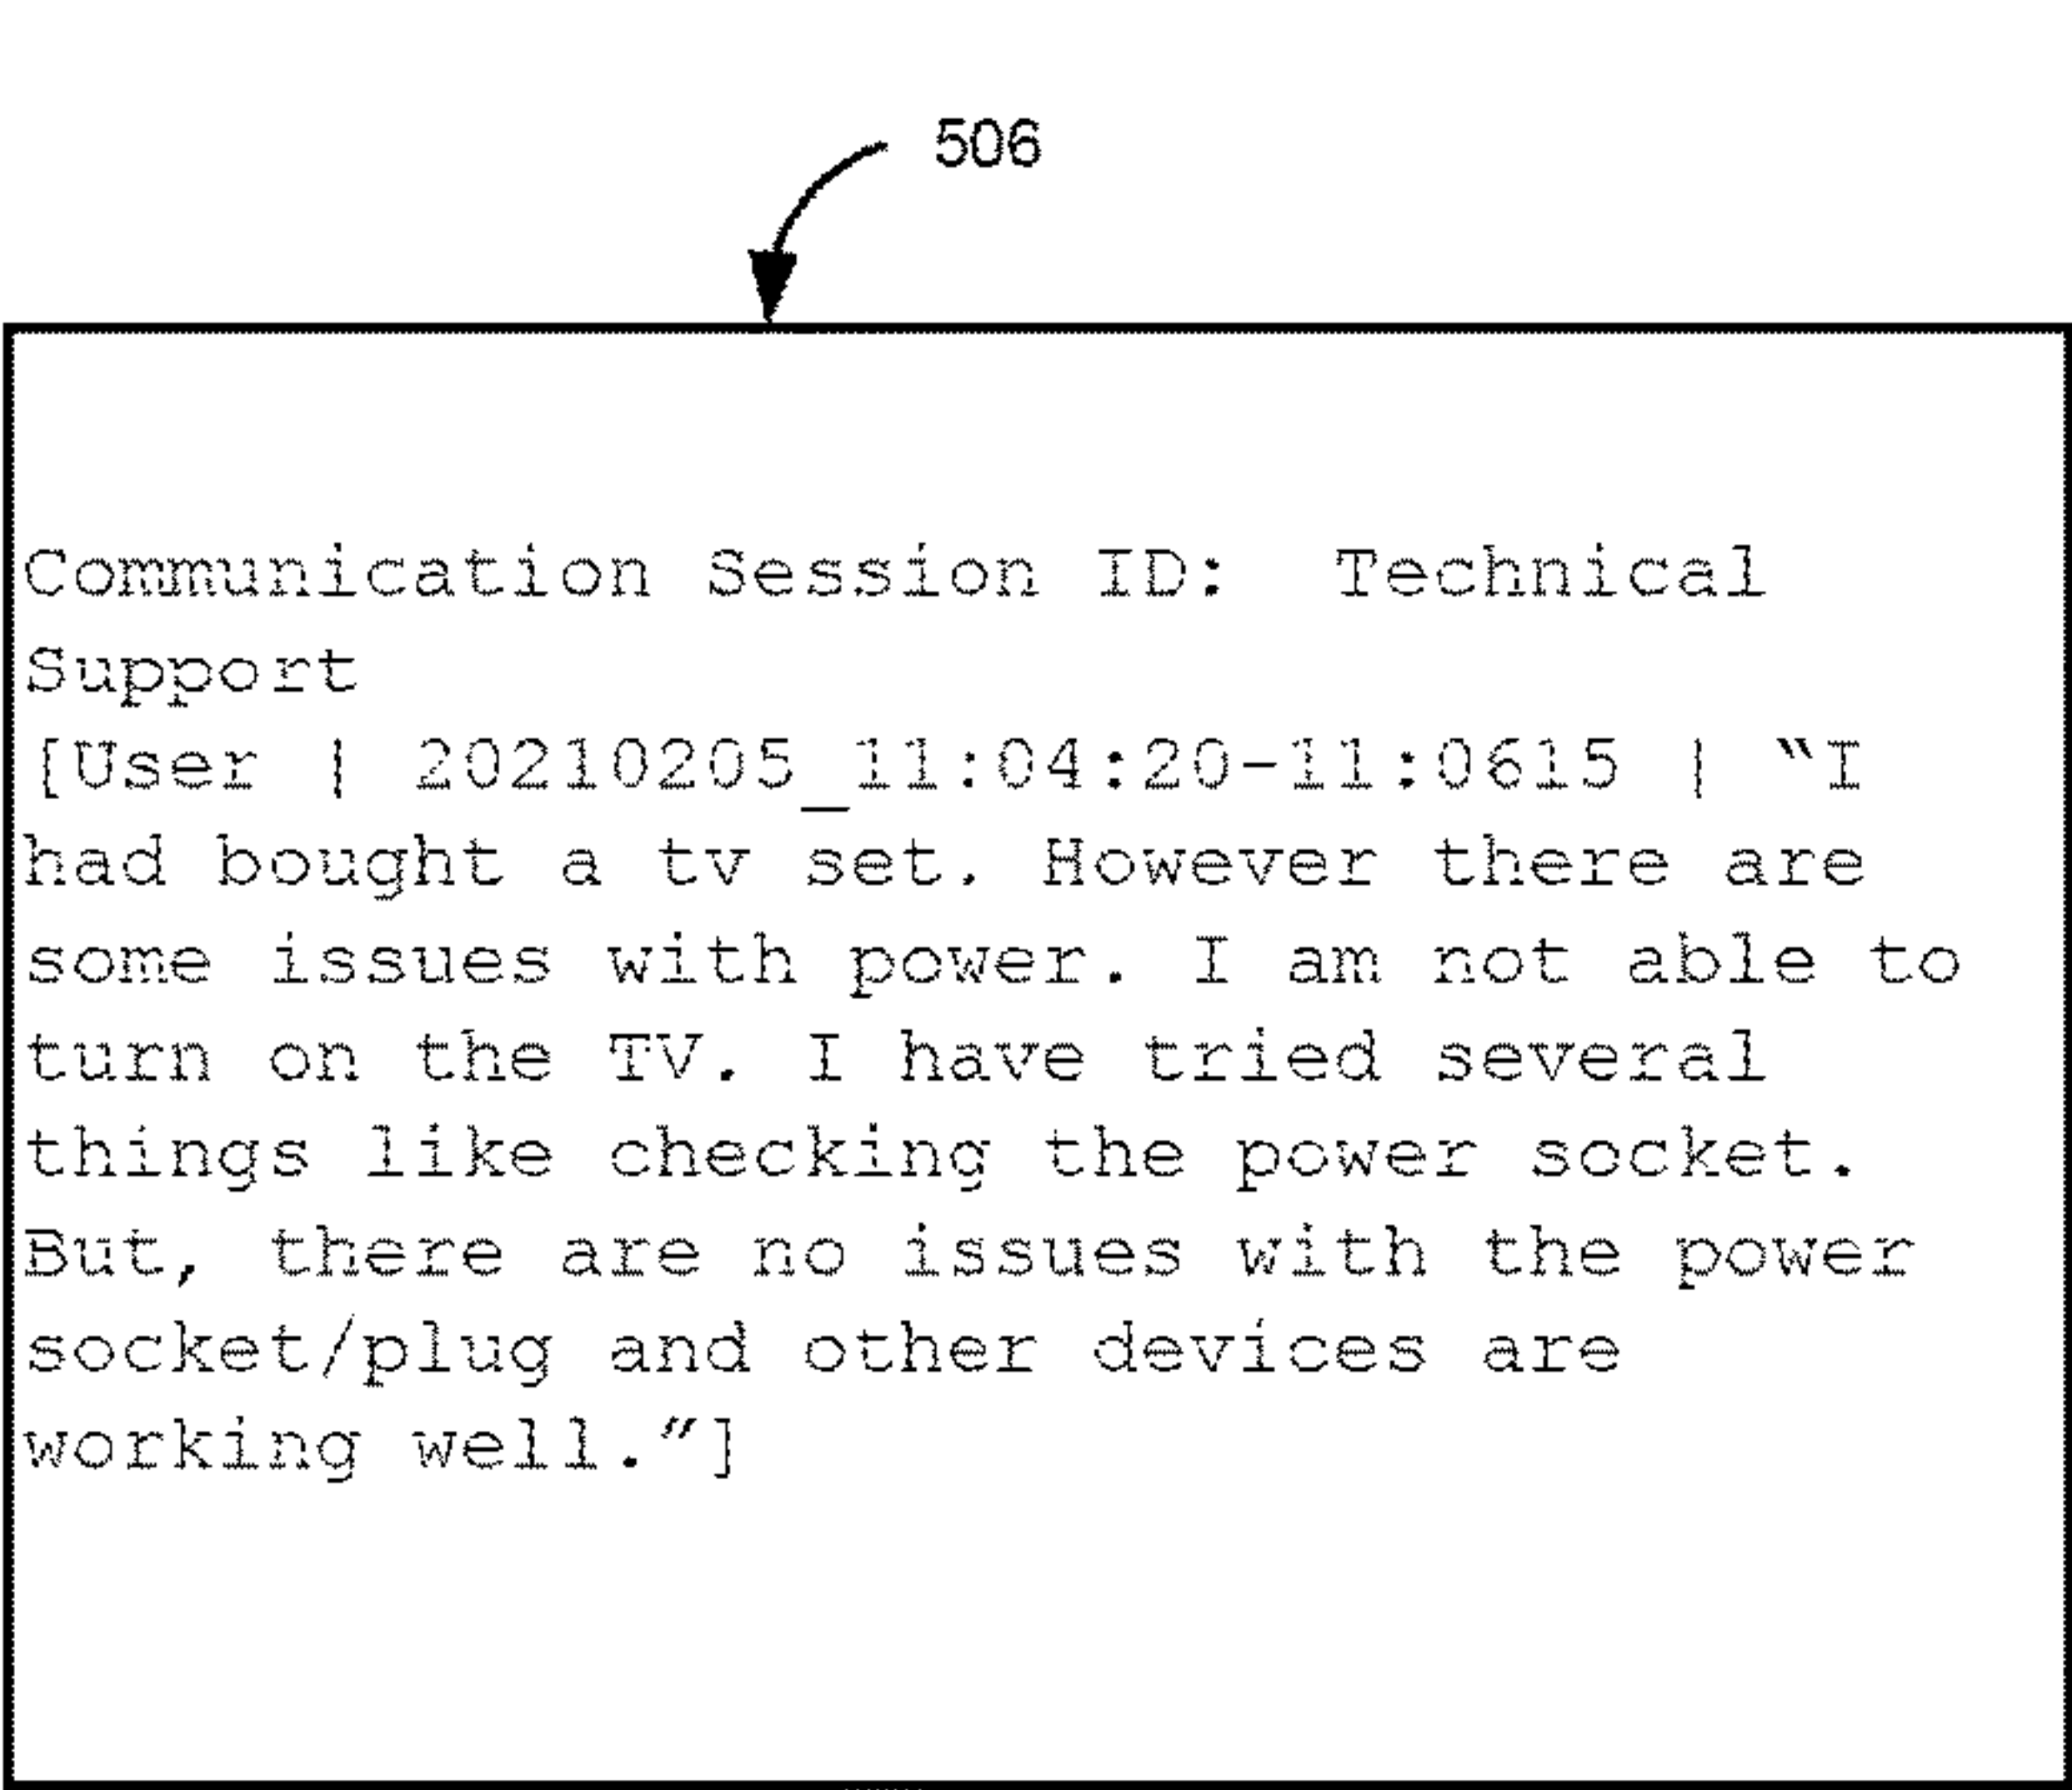 506
Communication Session ID:  Technical
Support
[User | 20210205_11:04:20-11:0615 | “I
had bought a tv set. However there are
some issues with power. I am not able to
turn on the TV. I have tried several
things like checking the power socket.
But, there are no issues with the power
socket/plug and other devices are
working well.”]